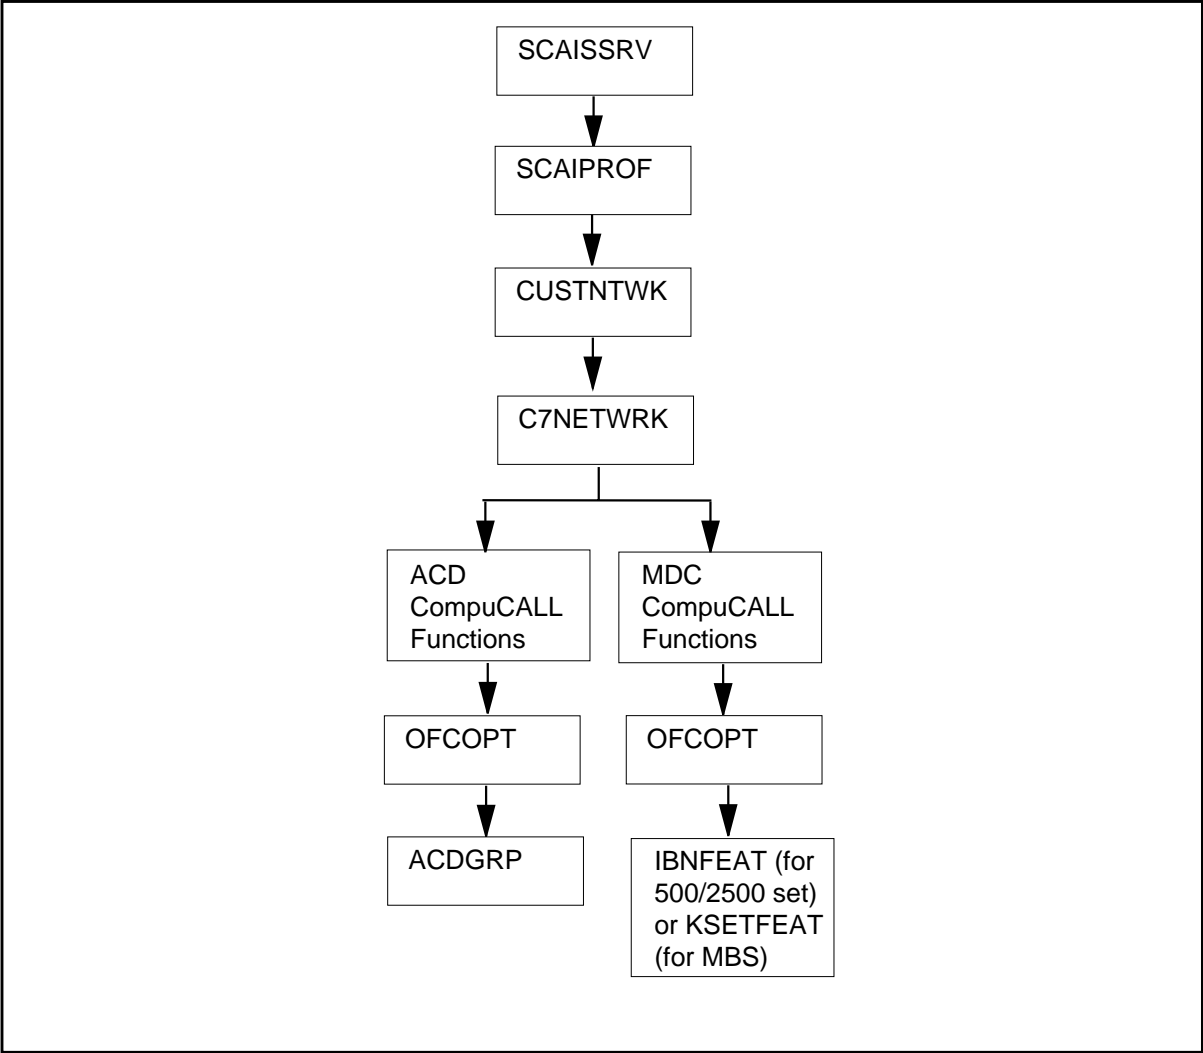 SCAISSRV
SCAIPROF
CUSTNTWK
C7NETWRK
ACD
CompuCALL
Functions
MDC
CompuCALL
Functions
OFCOPT
OFCOPT
ACDGRP
IBNFEAT (for
500/2500 set)
or KSETFEAT
(for MBS)